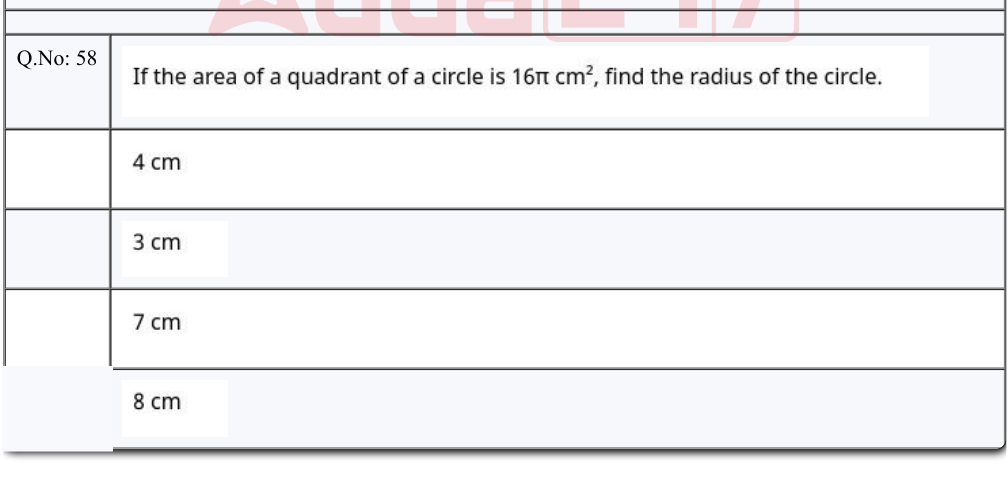 Q.No: 58
If the area of a quadrant of a circle is 16π cm², find the radius of the circle.
4 cm
3 cm
7 cm
8 cm